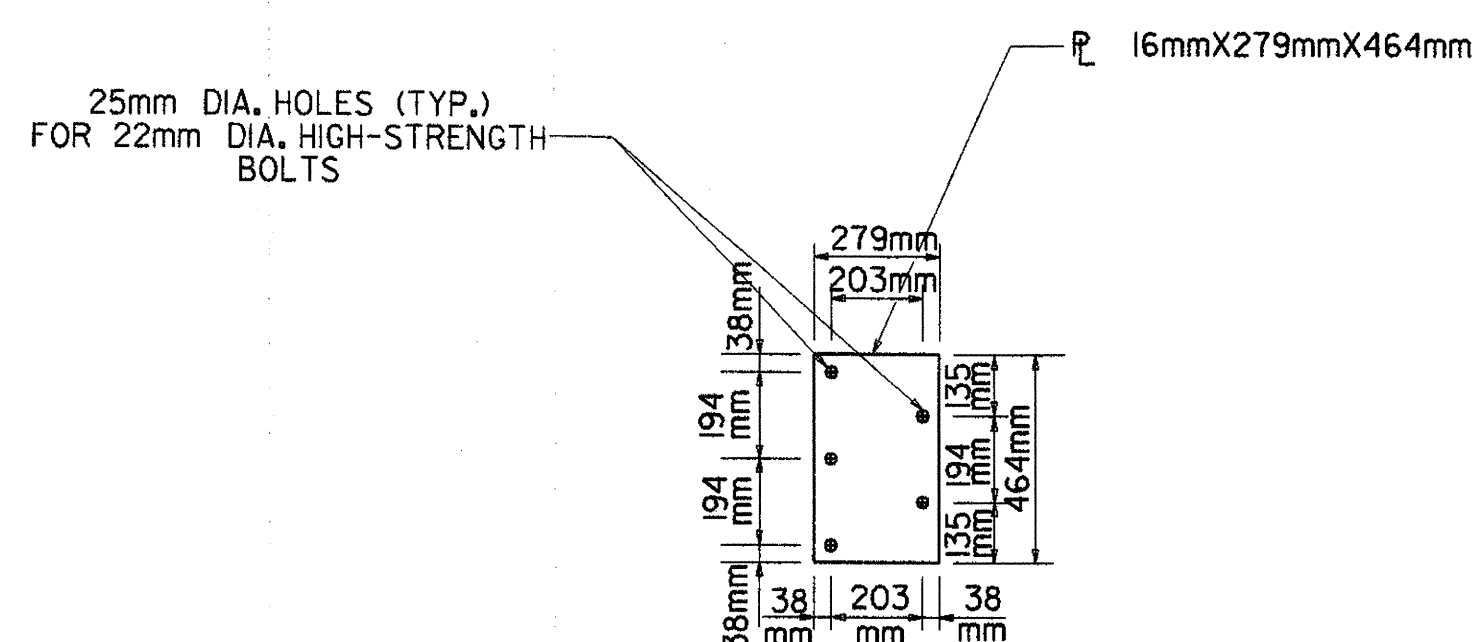 ℄ 16mmX279mmX464mm
25mm DIA. HOLES (TYP.)
FOR 22mm DIA. HIGH-STRENGTH
BOLTS
279mm
203mm
38mm
194
mm
194
mm
38mm
135
mm
194
mm
135
mm
464mm
38
mm
203
mm
38
mm